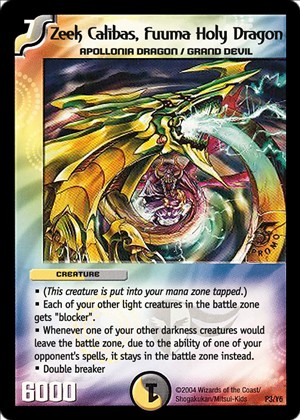 Zeek Calibas, Fuuma Holy Dragon
APOLLONIA DRAGON / GRAND DEVIL
PROMO
CREATURE
▪ (This creature is put into your mana zone tapped.)
▪ Each of your other light creatures in the battle zone
gets "blocker".
▪ Whenever one of your other darkness creatures would
leave the battle zone, due to the ability of one of your
opponent's spells, it stays in the battle zone instead.
▪ Double breaker
6000
©2004 Wizards of the Coast/
Shogakukan/Mitsui-Kids
P3/Y5